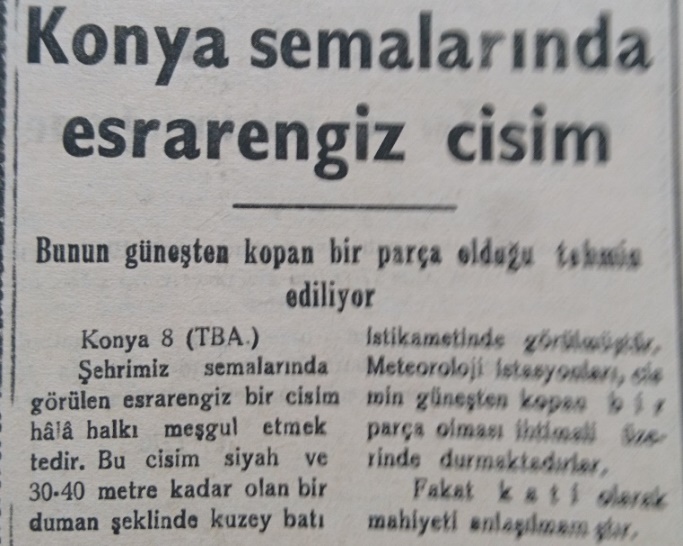 Konya semalarında
esrarengiz cisim
Bunun güneşten kopan bir parça olduğu tahmin
ediliyor
Konya 8 (TBA.)
Şehrimiz semalarında
görülen esrarengiz bir cisim
hâlâ halkı meşgul etmek
tedir. Bu cisim siyah ve
30-40 metre kadar olan bir
duman şeklinde kuzey batı
istikametinde görülmüştür.
Meteoroloji istasyonları, cis
min güneşten kopan bir
parça olması ihtimali üze-
rinde durmaktadırlar,
Fakat kati olarak
mahiyeti anlaşılmamıştır.